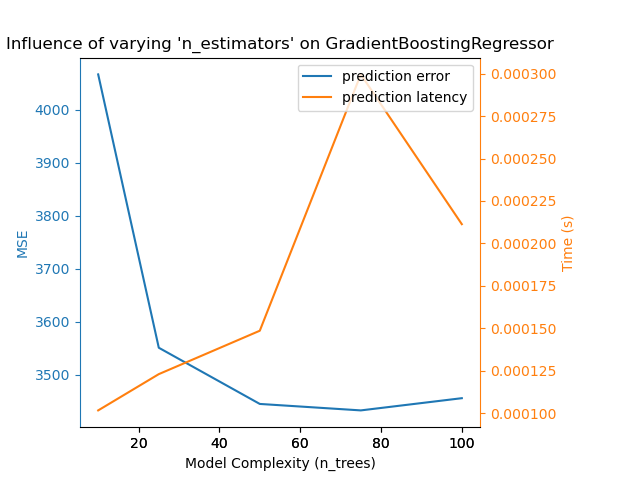 Influence of varying 'n_estimators' on GradientBoostingRegressor
prediction error
prediction latency
MSE
4000
3900
3800
3700
3600
3500
0.000300
0.000275
0.000250
0.000225
0.000200
0.000175
0.000150
0.000125
0.000100
Time (s)
20 40 60 80 100
Model Complexity (n_trees)